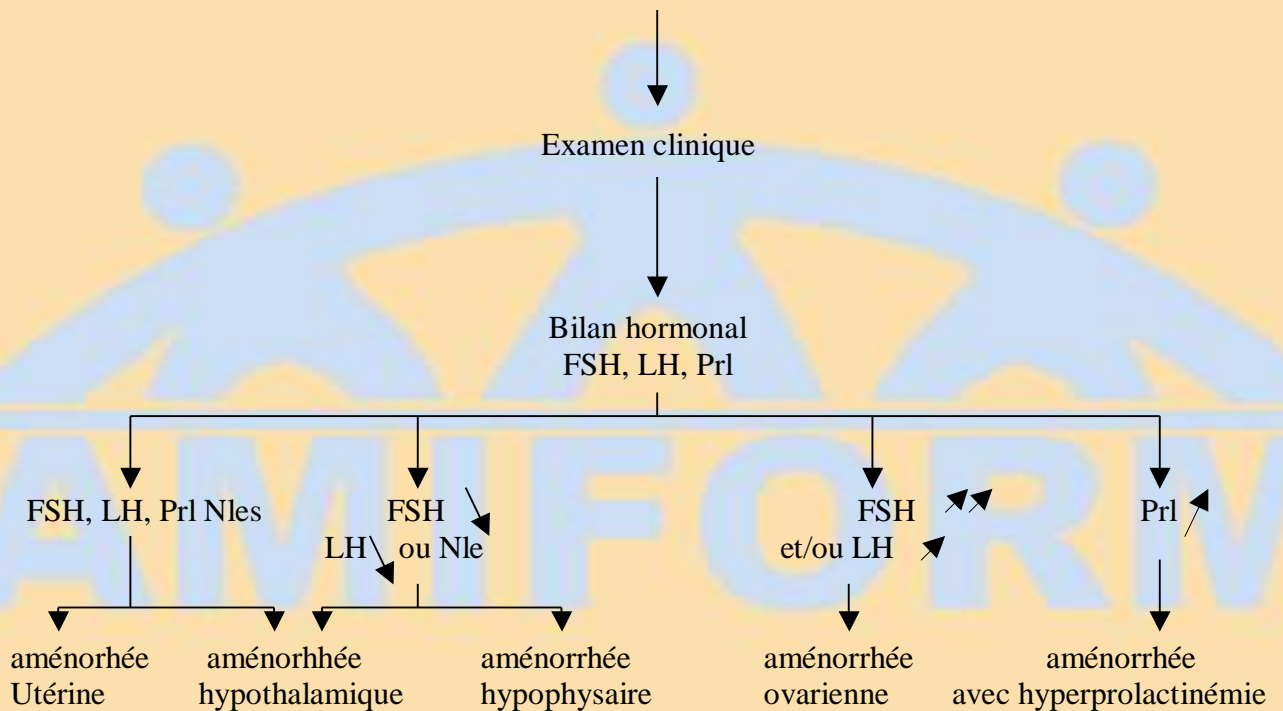 Examen clinique
Bilan hormonal
FSH, LH, Prl
FSH, LH, Prl Nles
FSH
LH ou Nle
FSH
et/ou LH
Prl
aménorhée
Utérine
aménorhhée
hypothalamique
aménorrhée
hypophysaire
aménorrhée
ovarienne
aménorrhée
avec hyperprolactinémie
AMIFORM